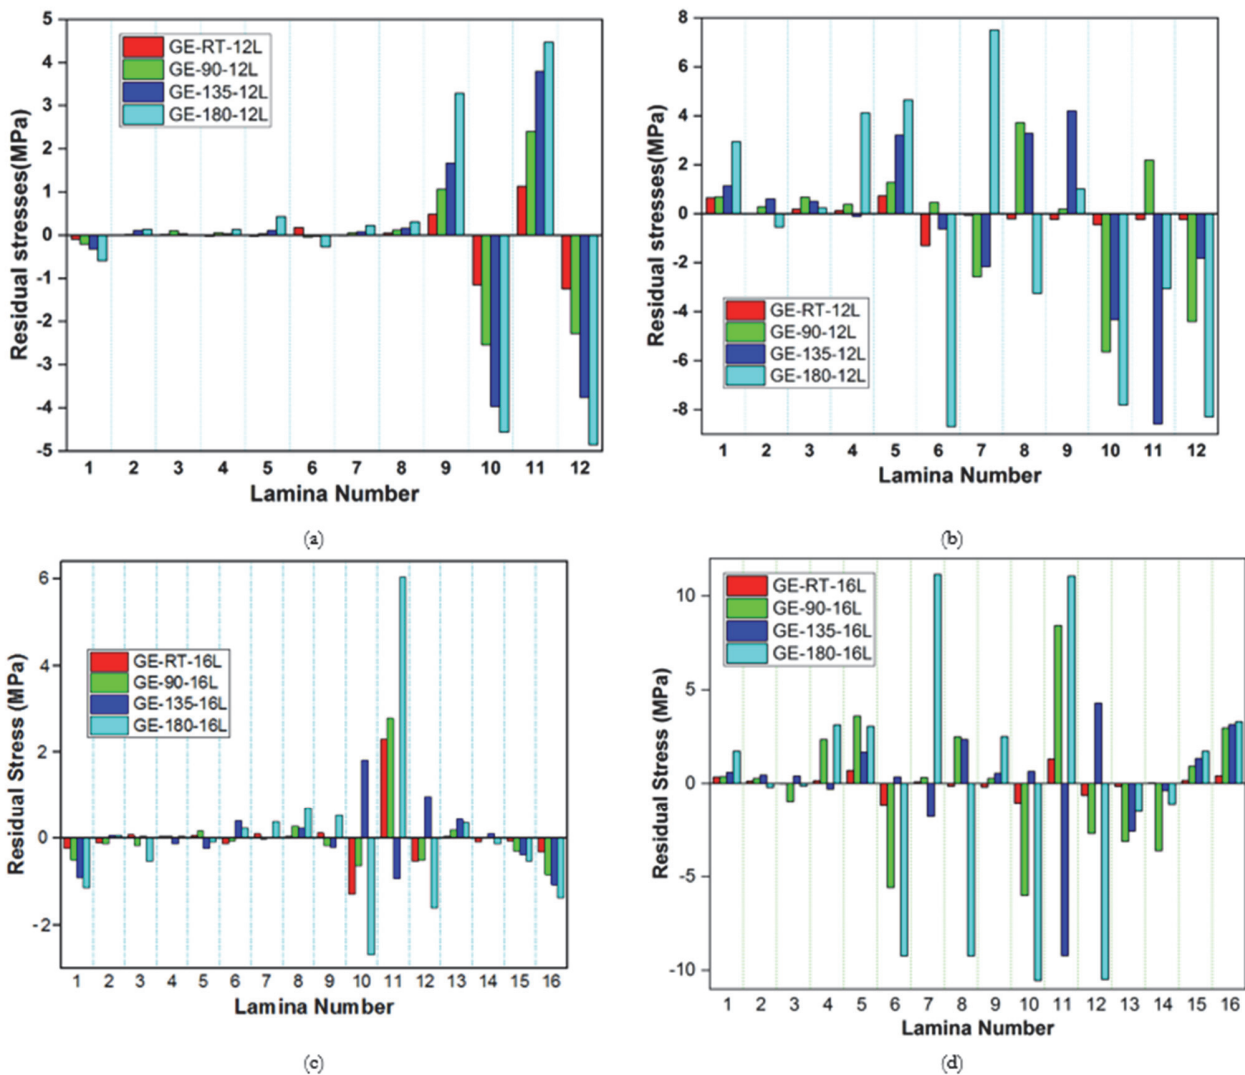 5
4
3
2
1
0
-1
-2
-3
-4
-5
Residual stresses(MPa)
GE-RT-12L
GE-90-12L
GE-135-12L
GE-180-12L
1 2 3 4 5 6 7 8 9 10 11 12
Lamina Number
(a)
8
6
4
2
0
-2
-4
-6
-8
Residual stresses(MPa)
GE-RT-12L
GE-90-12L
GE-135-12L
GE-180-12L
1 2 3 4 5 6 7 8 9 10 11 12
Lamina Number
(b)
6
4
2
0
-2
Residual Stress (MPa)
GE-RT-16L
GE-90-16L
GE-135-16L
GE-180-16L
1 2 3 4 5 6 7 8 9 10 11 12 13 14 15 16
Lamina Number
(c)
10
5
0
-5
-10
Residual Stress (MPa)
GE-RT-16L
GE-90-16L
GE-135-16L
GE-180-16L
1 2 3 4 5 6 7 8 9 10 11 12 13 14 15 16
Lamina Number
(d)